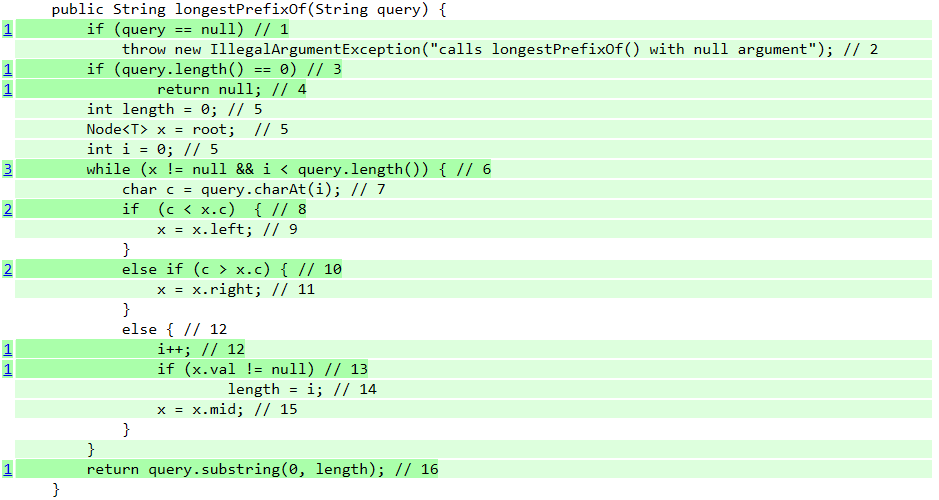 public String longestPrefixOf(String query) {
1 if (query == null) // 1
throw new IllegalArgumentException("calls longestPrefixOf() with null argument"); // 2
1 if (query.length() == 0) // 3
1 return null; // 4
int length = 0; // 5
Node<T> x = root; // 5
int i = 0; // 5
3 while (x != null && i < query.length()) { // 6
char c = query.charAt(i); // 7
2 if (c < x.c) { // 8
x = x.left; // 9
}
2 else if (c > x.c) { // 10
x = x.right; // 11
}
else { // 12
1 i++; // 12
1 if (x.val != null) // 13
length = i; // 14
x = x.mid; // 15
}
}
1 return query.substring(0, length); // 16
}